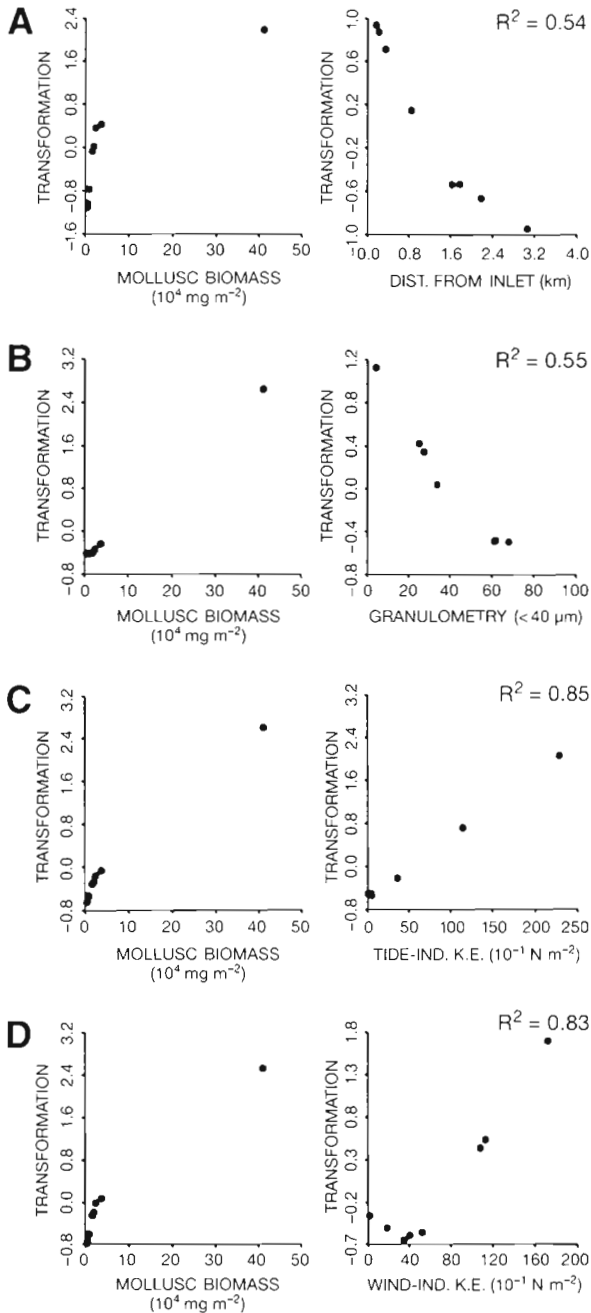 A
R² = 0.54
TRANSFORMATION
2.4
1.6
0.8
0.0
−0.8
−1.6
0 10 20 30 40 50
MOLLUSC BIOMASS
(10⁴ mg m⁻²)
TRANSFORMATION
1.0
0.6
0.2
−0.2
−0.6
−1.0
0.0 0.8 1.6 2.4 3.2 4.0
DIST. FROM INLET (km)
B
R² = 0.55
TRANSFORMATION
3.2
2.4
1.6
0.8
0.0
−0.8
0 10 20 30 40 50
MOLLUSC BIOMASS
(10⁴ mg m⁻²)
TRANSFORMATION
1.2
0.8
0.4
0.0
−0.4
−0.8
0 20 40 60 80 100
GRANULOMETRY (<40 μm)
C
R² = 0.85
TRANSFORMATION
3.2
2.4
1.6
0.8
0.0
−0.8
0 10 20 30 40 50
MOLLUSC BIOMASS
(10⁴ mg m⁻²)
TRANSFORMATION
3.2
2.4
1.6
0.8
0.0
−0.8
0 50 100 150 200 250
TIDE-IND. K.E. (10⁻¹ N m⁻²)
D
R² = 0.83
TRANSFORMATION
3.2
2.4
1.6
0.8
0.0
−0.8
0 10 20 30 40 50
MOLLUSC BIOMASS
(10⁴ mg m⁻²)
TRANSFORMATION
1.8
1.3
0.8
0.3
−0.2
−0.7
0 40 80 120 160 200
WIND-IND. K.E. (10⁻¹ N m⁻²)